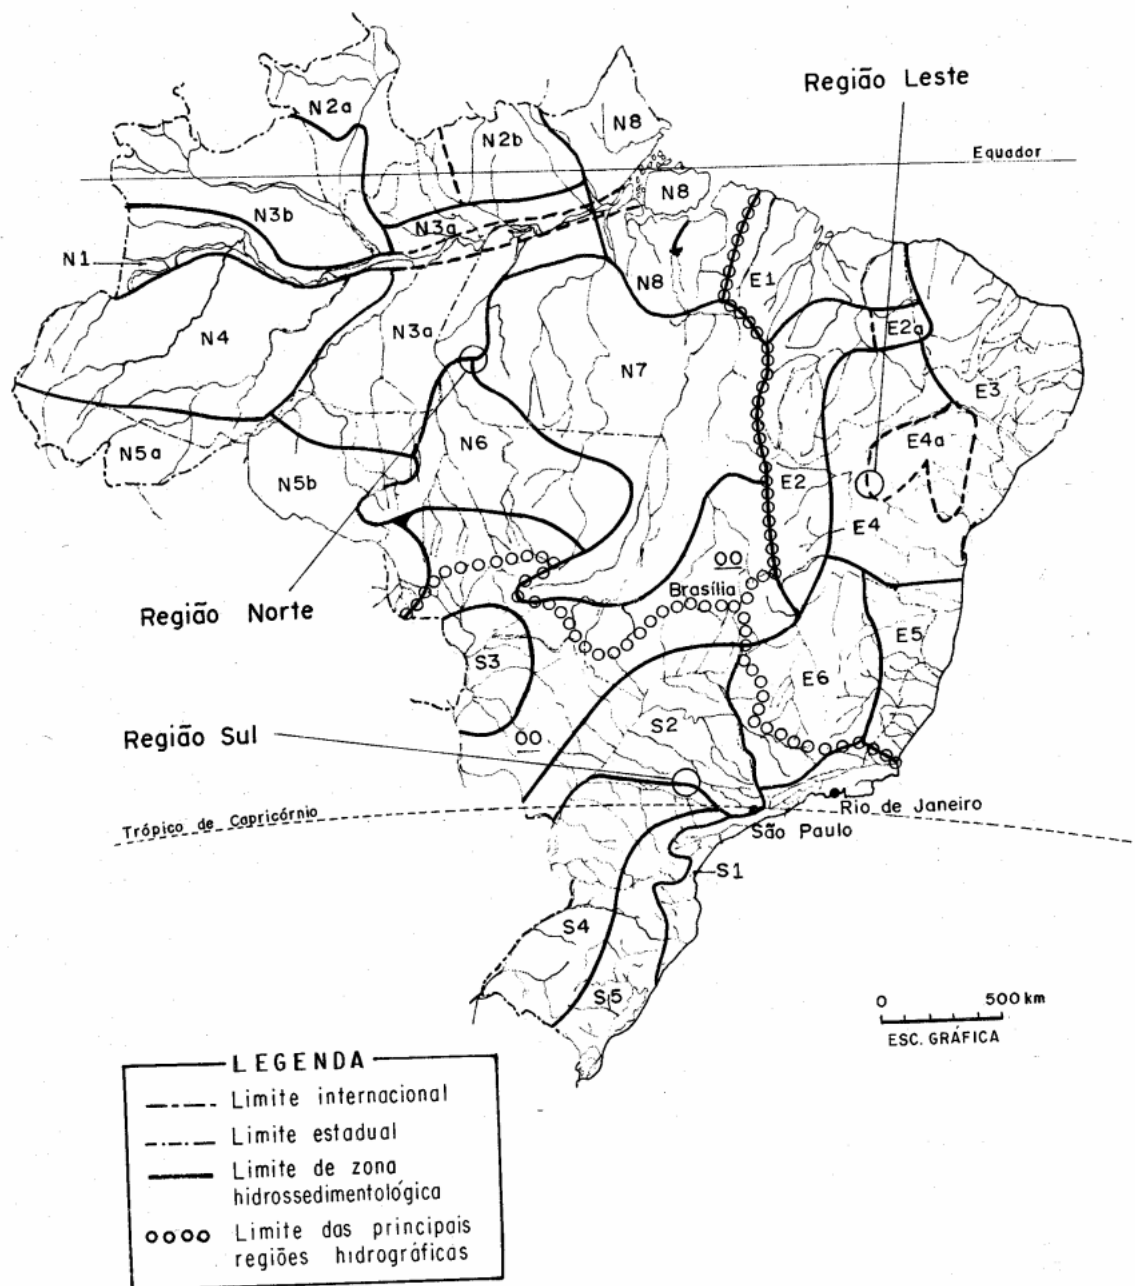 Região Leste
N2a
N2b
N8
Equador
N8
N3b
N3a
N1
N8
E1
N4
N3a
E2a
N7
E3
N6
E4a
N5a
N5b
E2
E4
OO
Brasília
Região Norte
E5
S3
E6
S2
Região Sul
OO
Rio de Janeiro
Trópico de Capricórnio
São Paulo
S1
S4
S5
0 500 km
ESC. GRÁFICA
LEGENDA
Limite internacional
Limite estadual
Limite de zona
hidrossedimentológica
Limite das principais
regiões hidrográficas